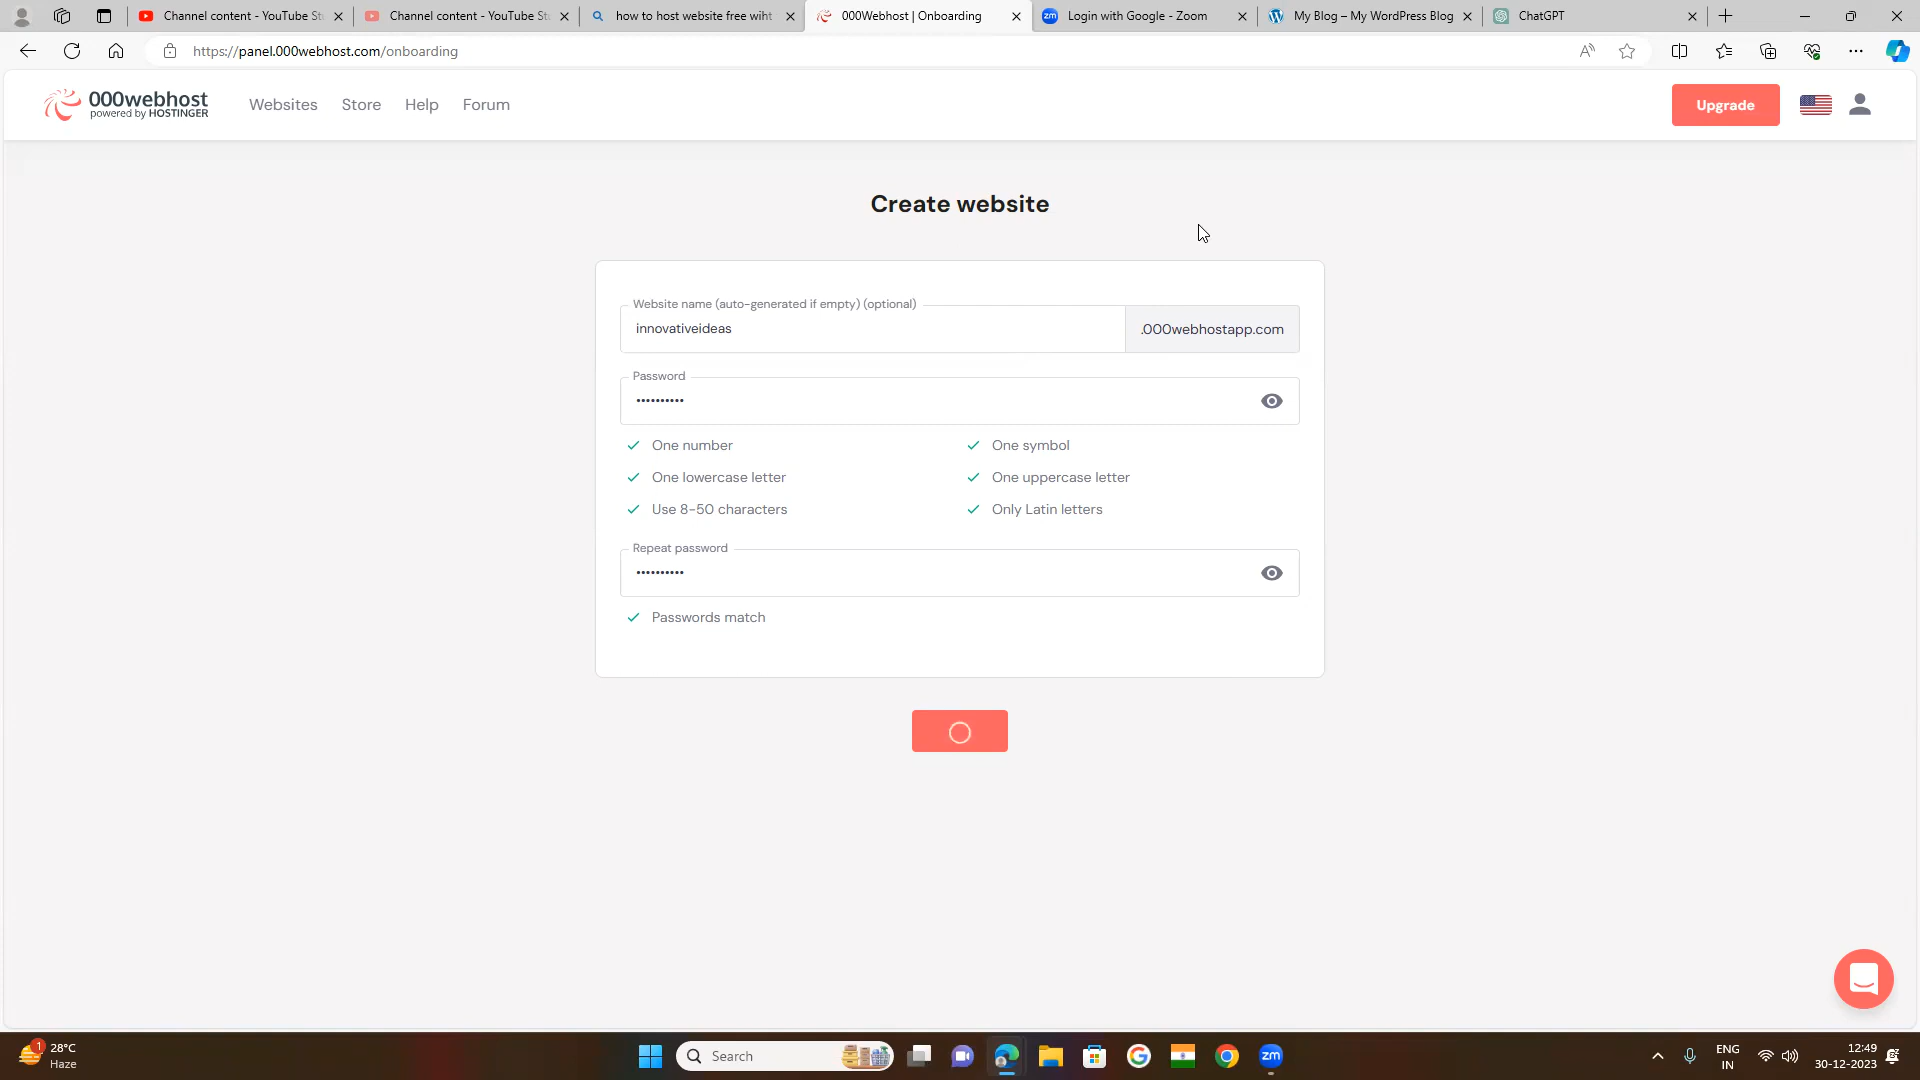 Channel content - YouTube St
Channel content - YouTube St
how to host website free wiht
000Webhost | Onboarding
Login with Google - Zoom
My Blog – My WordPress Blog
ChatGPT
https://panel.000webhost.com/onboarding
000webhost
powered by HOSTINGER
Websites
Store
Help
Forum
Upgrade
Create website
Website name (auto-generated if empty) (optional)
innovativeideas
.000webhostapp.com
Password
••••••••••
One number
One symbol
One lowercase letter
One uppercase letter
Use 8-50 characters
Only Latin letters
Repeat password
••••••••••
Passwords match
1
28°C
Haze
Search
zm
ENG
IN
12:49
30-12-2023